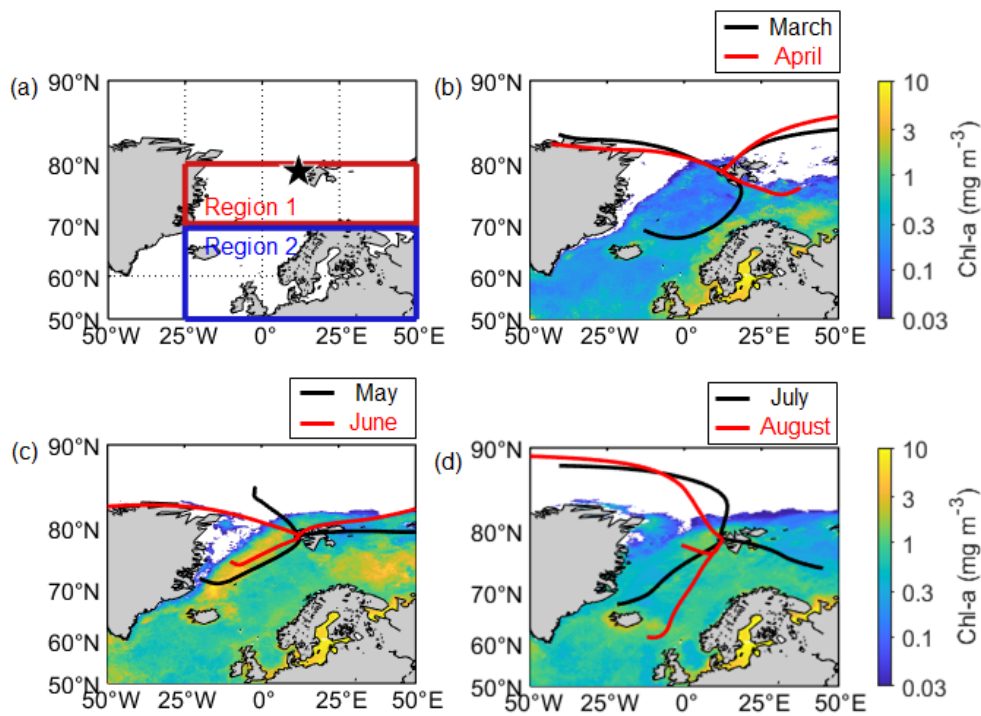 March
April
(a)
90°N
80°N
70°N
60°N
50°N
50°W
25°W
0°
25°E
50°E
Region 1
Region 2
(b)
90°N
80°N
70°N
60°N
50°N
50°W
25°W
0°
25°E
50°E
10
3
1
0.3
0.1
0.03
Chl-a (mg m⁻³)
May
June
(c)
90°N
80°N
70°N
60°N
50°N
50°W
25°W
0°
25°E
50°E
July
August
(d)
90°N
80°N
70°N
60°N
50°N
50°W
25°W
0°
25°E
50°E
10
3
1
0.3
0.1
0.03
Chl-a (mg m⁻³)